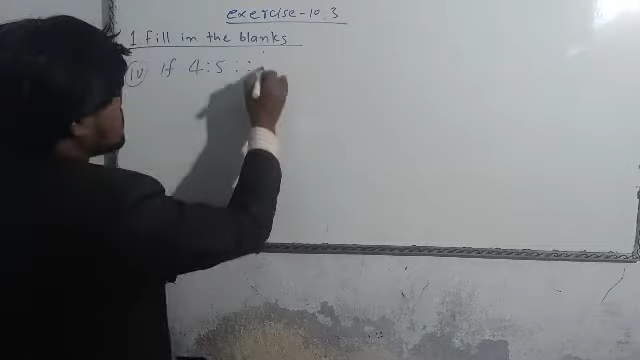 exercise-10.3
1 fill in the blanks
(iv) If 4:5 ::